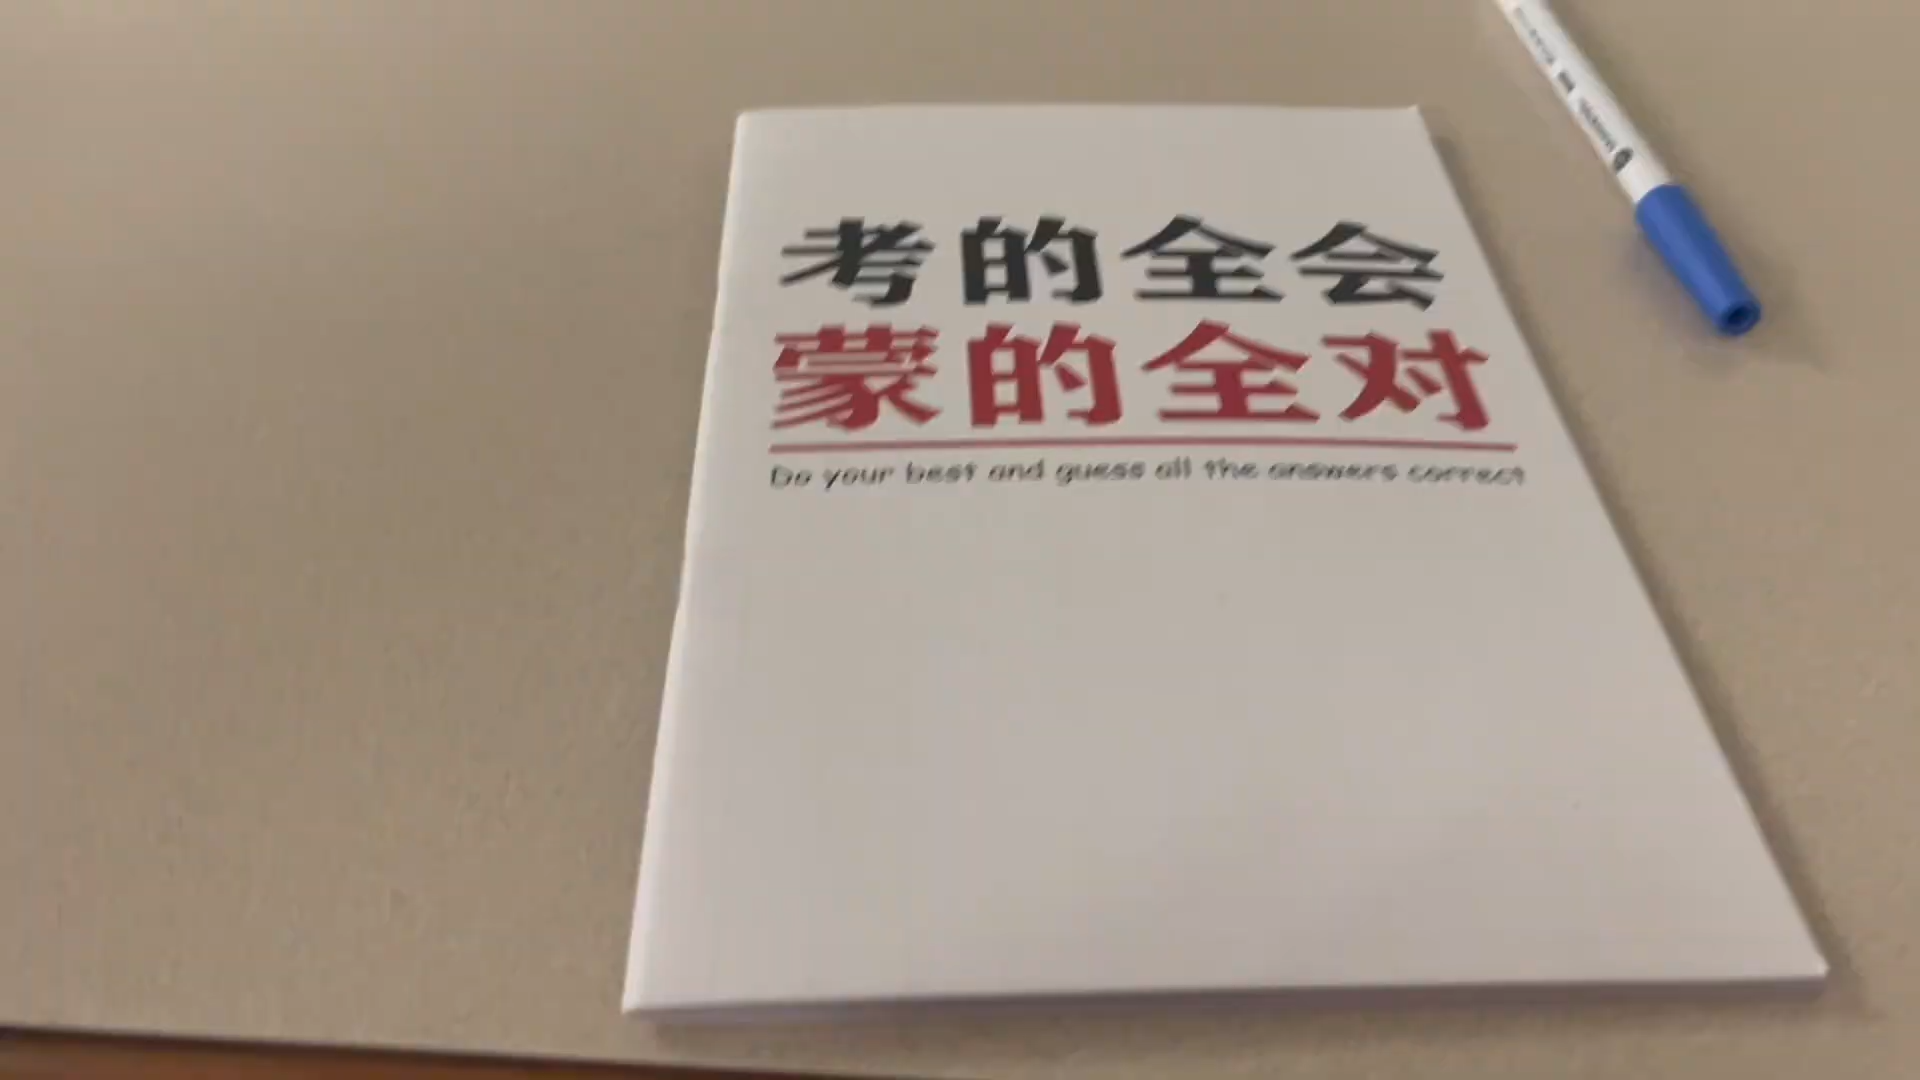 考的全会
蒙的全对
Do your best and guess all the answers correct